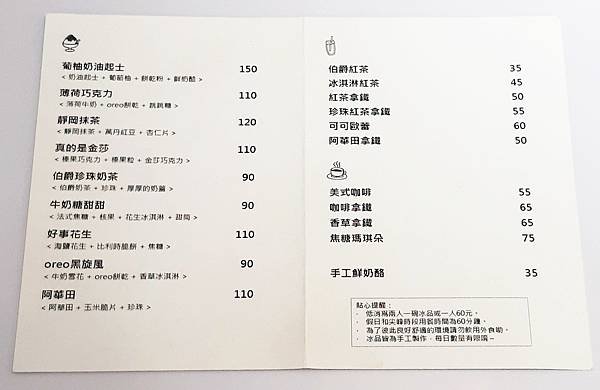 葡柚奶油起士 150
< 奶油起士 + 葡萄柚 + 餅乾粉 + 鮮奶酪 >
薄荷巧克力 110
< 薄荷牛奶 + oreo餅乾 + 跳跳糖 >
靜岡抹茶 120
< 靜岡抹茶 + 萬丹紅豆 + 杏仁片 >
真的是金莎 110
< 榛果巧克力 + 榛果粒 + 金莎巧克力 >
伯爵珍珠奶茶 90
< 伯爵奶茶 + 珍珠 + 厚厚的奶蓋 >
牛奶糖甜甜 90
< 法式焦糖 + 核果 + 花生冰淇淋 + 甜筒 >
好事花生 110
< 海鹽花生 + 比利時脆餅 + 焦糖 >
oreo黑旋風 90
< 牛奶雪花 + oreo餅乾 + 香草冰淇淋 >
阿華田 110
< 阿華田 + 玉米脆片 + 珍珠 >
伯爵紅茶 35
冰淇淋紅茶 45
紅茶拿鐵 50
珍珠紅茶拿鐵 55
可可歐蕾 60
阿華田拿鐵 50
美式咖啡 55
咖啡拿鐵 65
香草拿鐵 65
焦糖瑪琪朵 75
手工鮮奶酪 35
貼心提醒：
· 低消為兩人一碗冰品或一人60元。
· 假日和尖峰時段用餐時間為60分鐘。
· 為了彼此良好舒適的環境請勿飲用外食呦。
· 冰品皆為手工製作，每日數量有限唷~